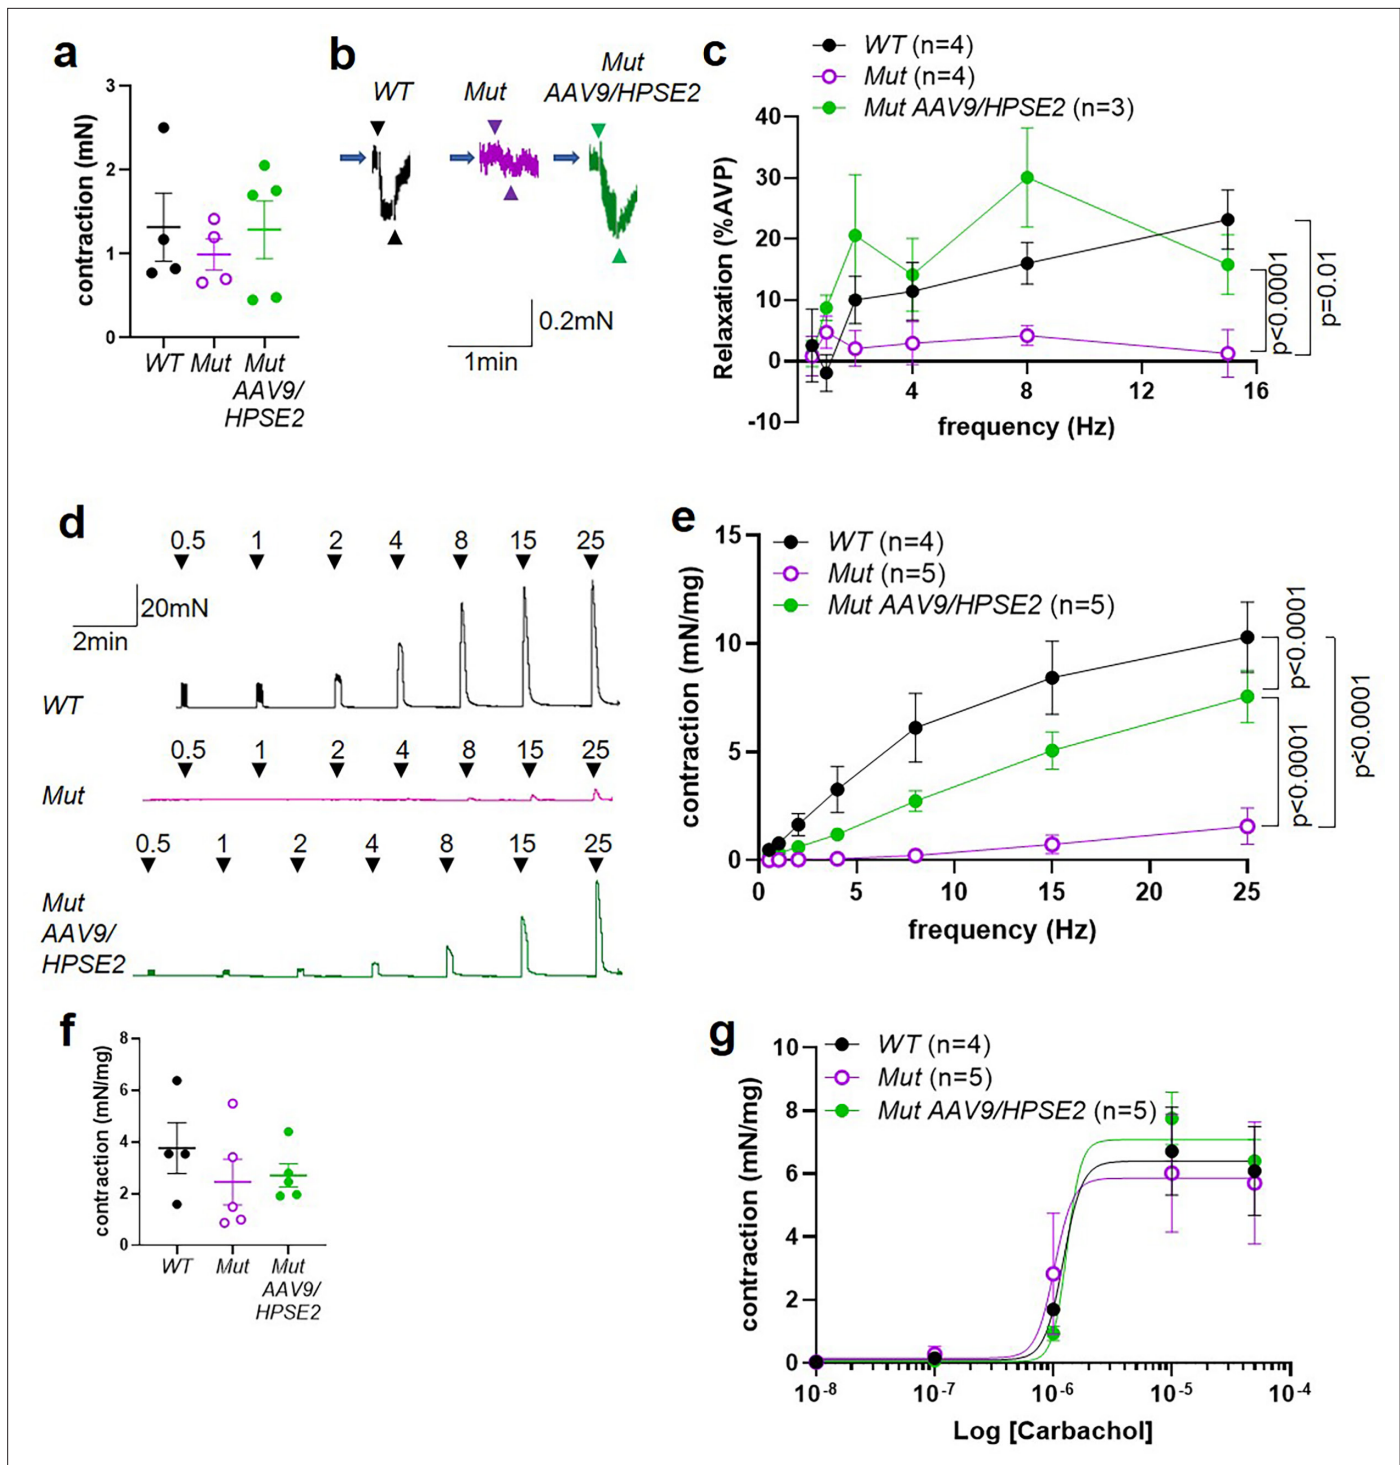 a
contraction (mN)
3
2
1
0
WT Mut Mut
AAV9/
HPSE2
b
WT Mut Mut
AAV9/HPSE2
0.2mN
1min
c
WT (n=4)
Mut (n=4)
Mut AAV9/HPSE2 (n=3)
Relaxation (%AVP)
40
30
20
10
0
-10
4 8 12 16
frequency (Hz)
p<0.0001
p=0.01
d
0.5 1 2 4 8 15 25
20mN
2min
WT
0.5 1 2 4 8 15 25
Mut
0.5 1 2 4 8 15 25
Mut
AAV9/
HPSE2
e
WT (n=4)
Mut (n=5)
Mut AAV9/HPSE2 (n=5)
contraction (mN/mg)
15
10
5
0
0 5 10 15 20 25
frequency (Hz)
p<0.0001
p<0.0001
p<0.0001
f
contraction (mN/mg)
8
6
4
2
0
WT Mut Mut
AAV9/
HPSE2
g
WT (n=4)
Mut (n=5)
Mut AAV9/HPSE2 (n=5)
contraction (mN/mg)
10
8
6
4
2
0
10-8 10-7 10-6 10-5 10-4
Log [Carbachol]